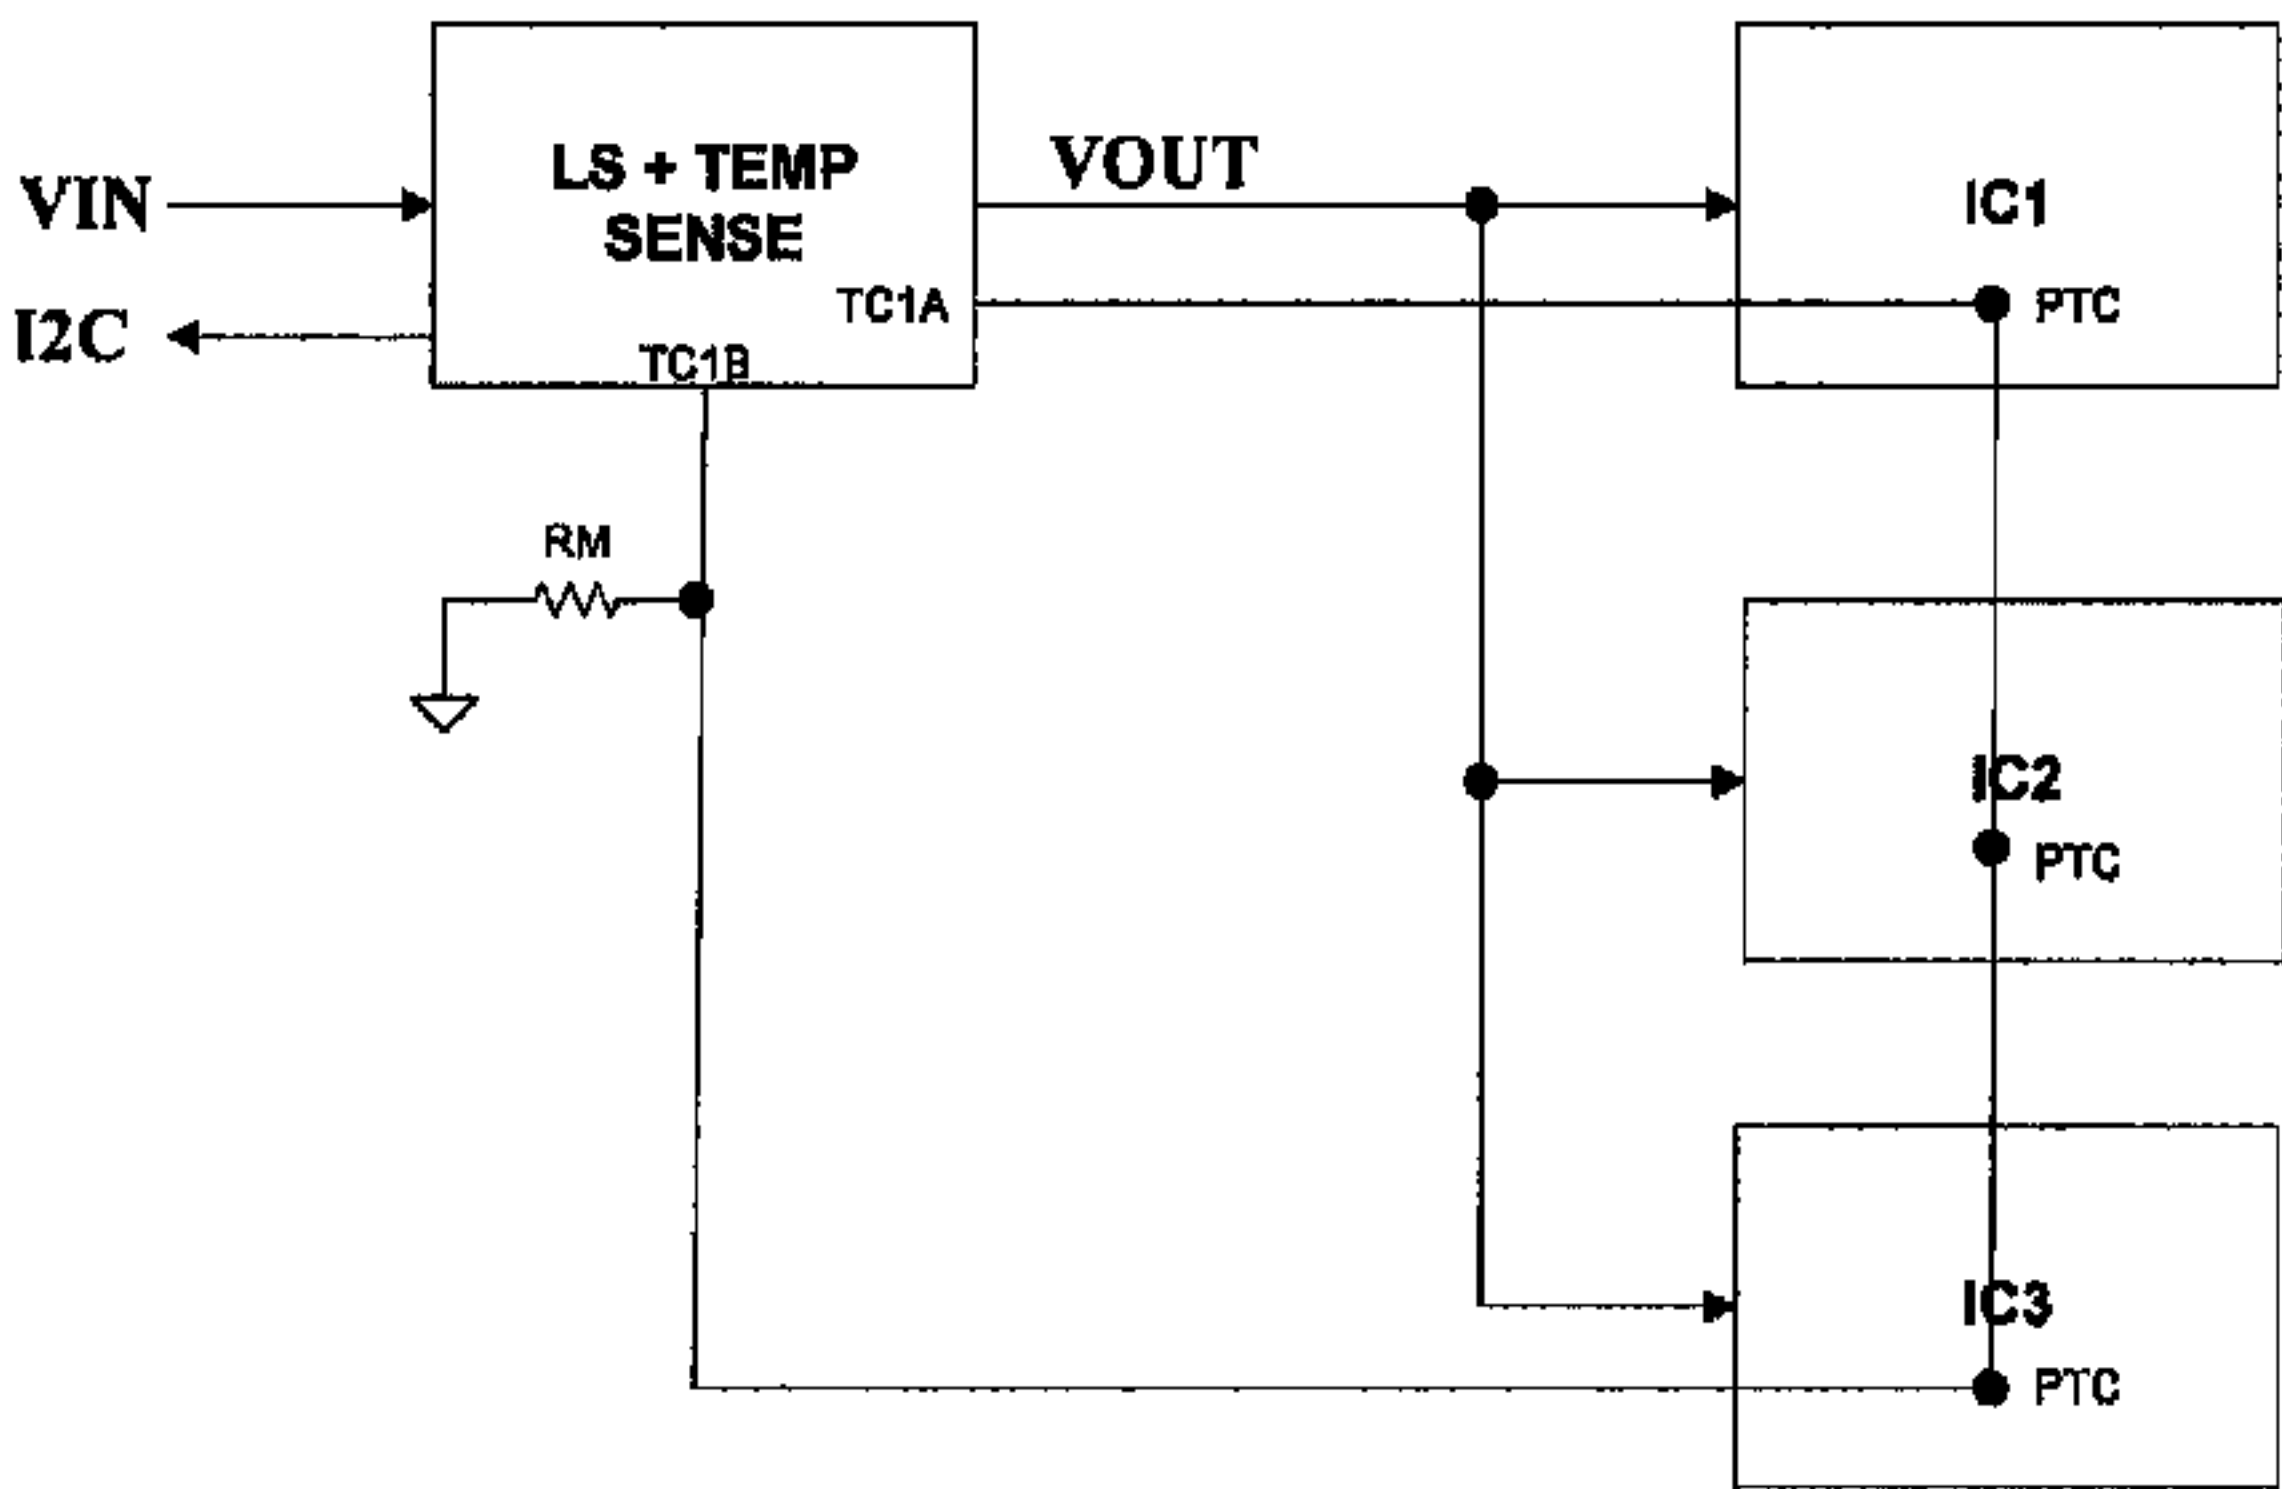 LS + TEMP
SENSE
VOUT
VIN
IC1
TC1A
PTC
I2C
TC1B
RM
IC2
PTC
IC3
PTC